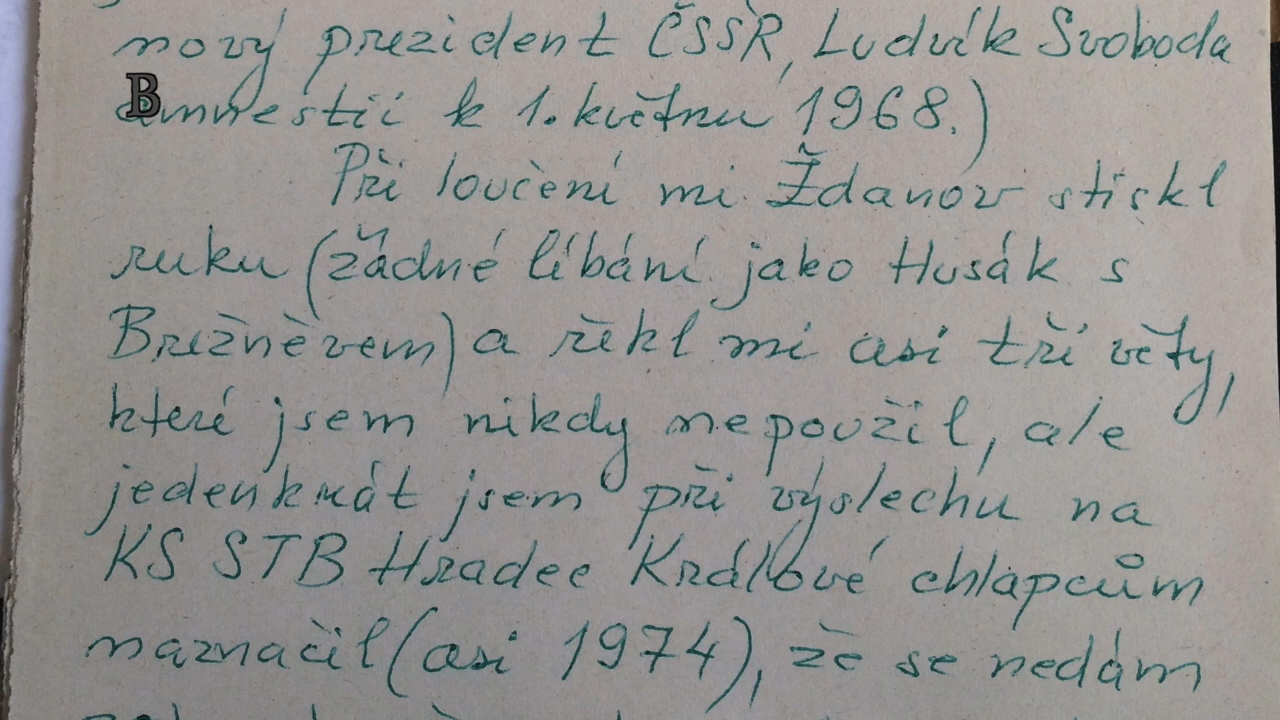 nový prezident ČSSR, Ludvík Svoboda
B
amnestií k 1. květnu 1968.)
Při loučení mi Ždanov stiskl
ruku (žádné líbání jako Husák s
Brežněvem) a řekl mi asi tři věty,
které jsem nikdy nepoužil, ale
jedenkrát jsem při výslechu na
KS STB Hradec Králové chlapcům
naznačil (asi 1974), že se nedám